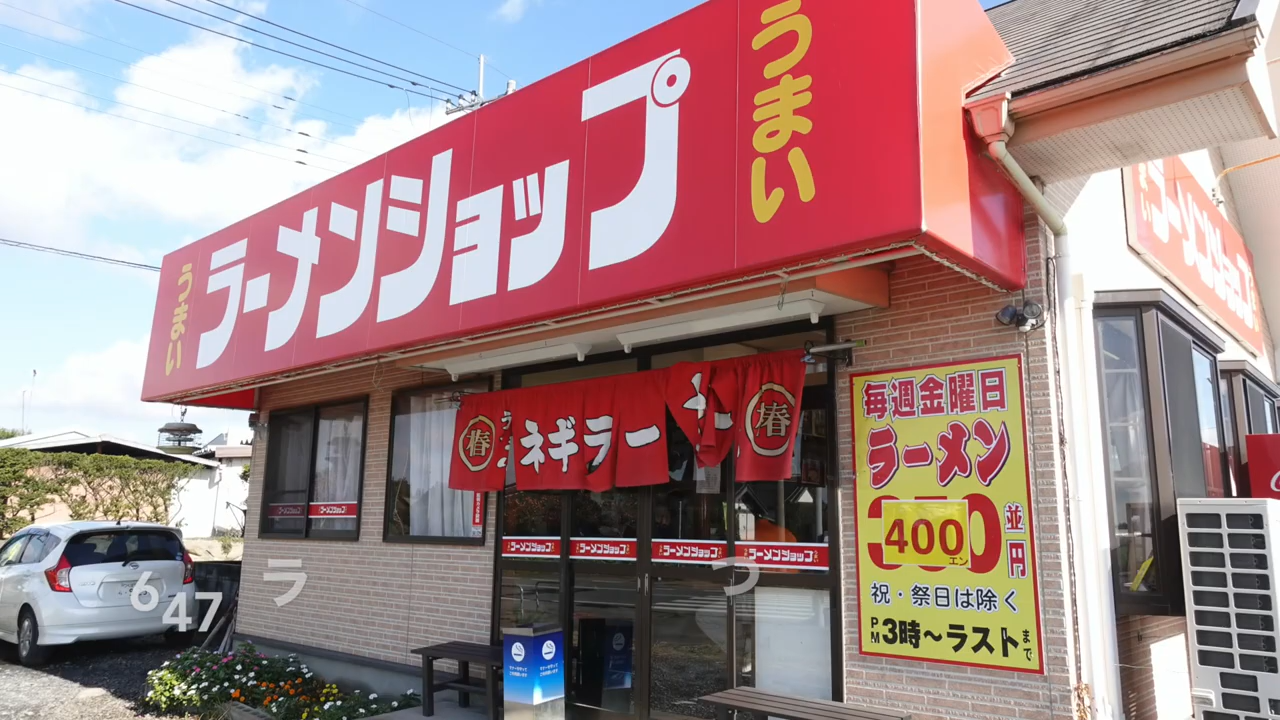 うまい
ラーメンショップ
うまい
ラーメンショップ
椿
ネギラー
椿
毎週金曜日
ラーメン
400
エン
並
円
祝・祭日は除く
PM
3時~ラスト
まで
ラーメンショップ
ラーメンショップ
ラーメンショップ
ラーメンショップ
ラーメンショップ
6
647
ラ
つ